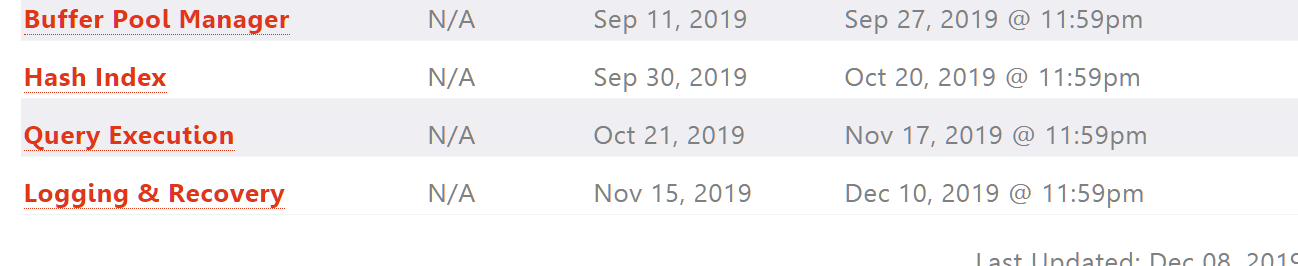 Buffer Pool Manager N/A Sep 11, 2019 Sep 27, 2019 @ 11:59pm
Hash Index N/A Sep 30, 2019 Oct 20, 2019 @ 11:59pm
Query Execution N/A Oct 21, 2019 Nov 17, 2019 @ 11:59pm
Logging & Recovery N/A Nov 15, 2019 Dec 10, 2019 @ 11:59pm
Last Updated: Dec 08, 2019